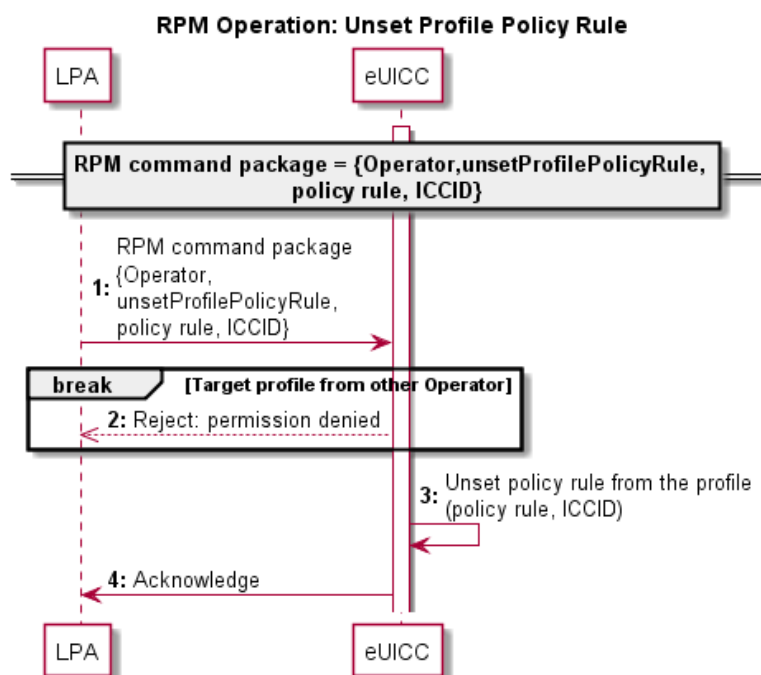 RPM Operation: Unset Profile Policy Rule
LPA
eUICC
RPM command package = {Operator,unsetProfilePolicyRule,
policy rule, ICCID}
RPM command package
{Operator,
1:
unsetProfilePolicyRule,
policy rule, ICCID}
break
[Target profile from other Operator]
2: Reject: permission denied
Unset policy rule from the profile
3:
(policy rule, ICCID)
4: Acknowledge
LPA
eUICC